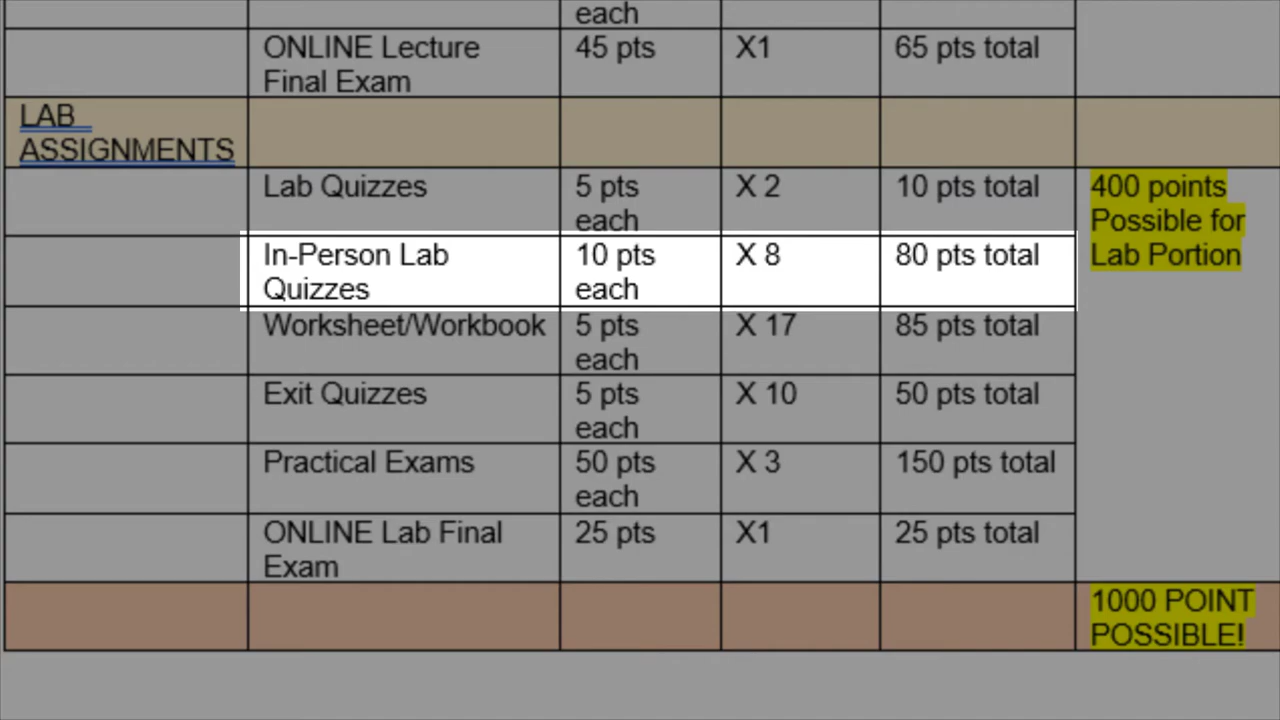 each
ONLINE Lecture 45 pts X1 65 pts total
Final Exam
LAB
ASSIGNMENTS
Lab Quizzes 5 pts X 2 10 pts total 400 points
each Possible for
In-Person Lab 10 pts X 8 80 pts total Lab Portion
Quizzes each
Worksheet/Workbook 5 pts X 17 85 pts total
each
Exit Quizzes 5 pts X 10 50 pts total
each
Practical Exams 50 pts X 3 150 pts total
each
ONLINE Lab Final 25 pts X1 25 pts total
Exam
1000 POINT
POSSIBLE!